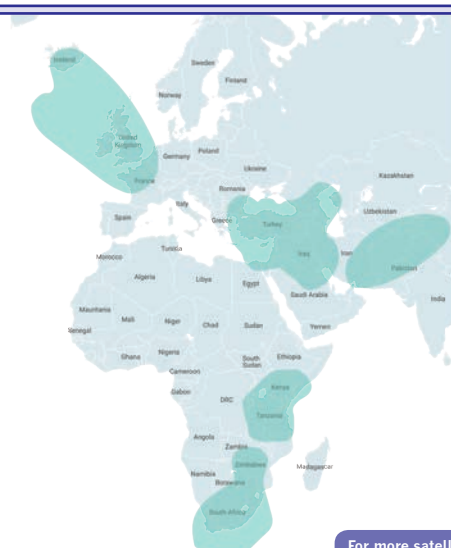 Iceland
Sweden
Finland
Norway
United
Kingdom
Germany
Poland
Ukraine
Kazakhstan
France
Romania
Uzbekistan
Spain
Italy
Greece
Turkey
Morocco
Tunisia
Iraq
Iran
Pakistan
Algeria
Libya
Egypt
Saudi Arabia
India
Mauritania
Mali
Niger
Chad
Sudan
Yemen
Senegal
Ghana
Nigeria
South
Sudan
Ethiopia
Cameroon
Gabon
DRC
Kenya
Tanzania
Angola
Zambia
Zimbabwe
Madagascar
Namibia
Botswana
South Africa
For more satell